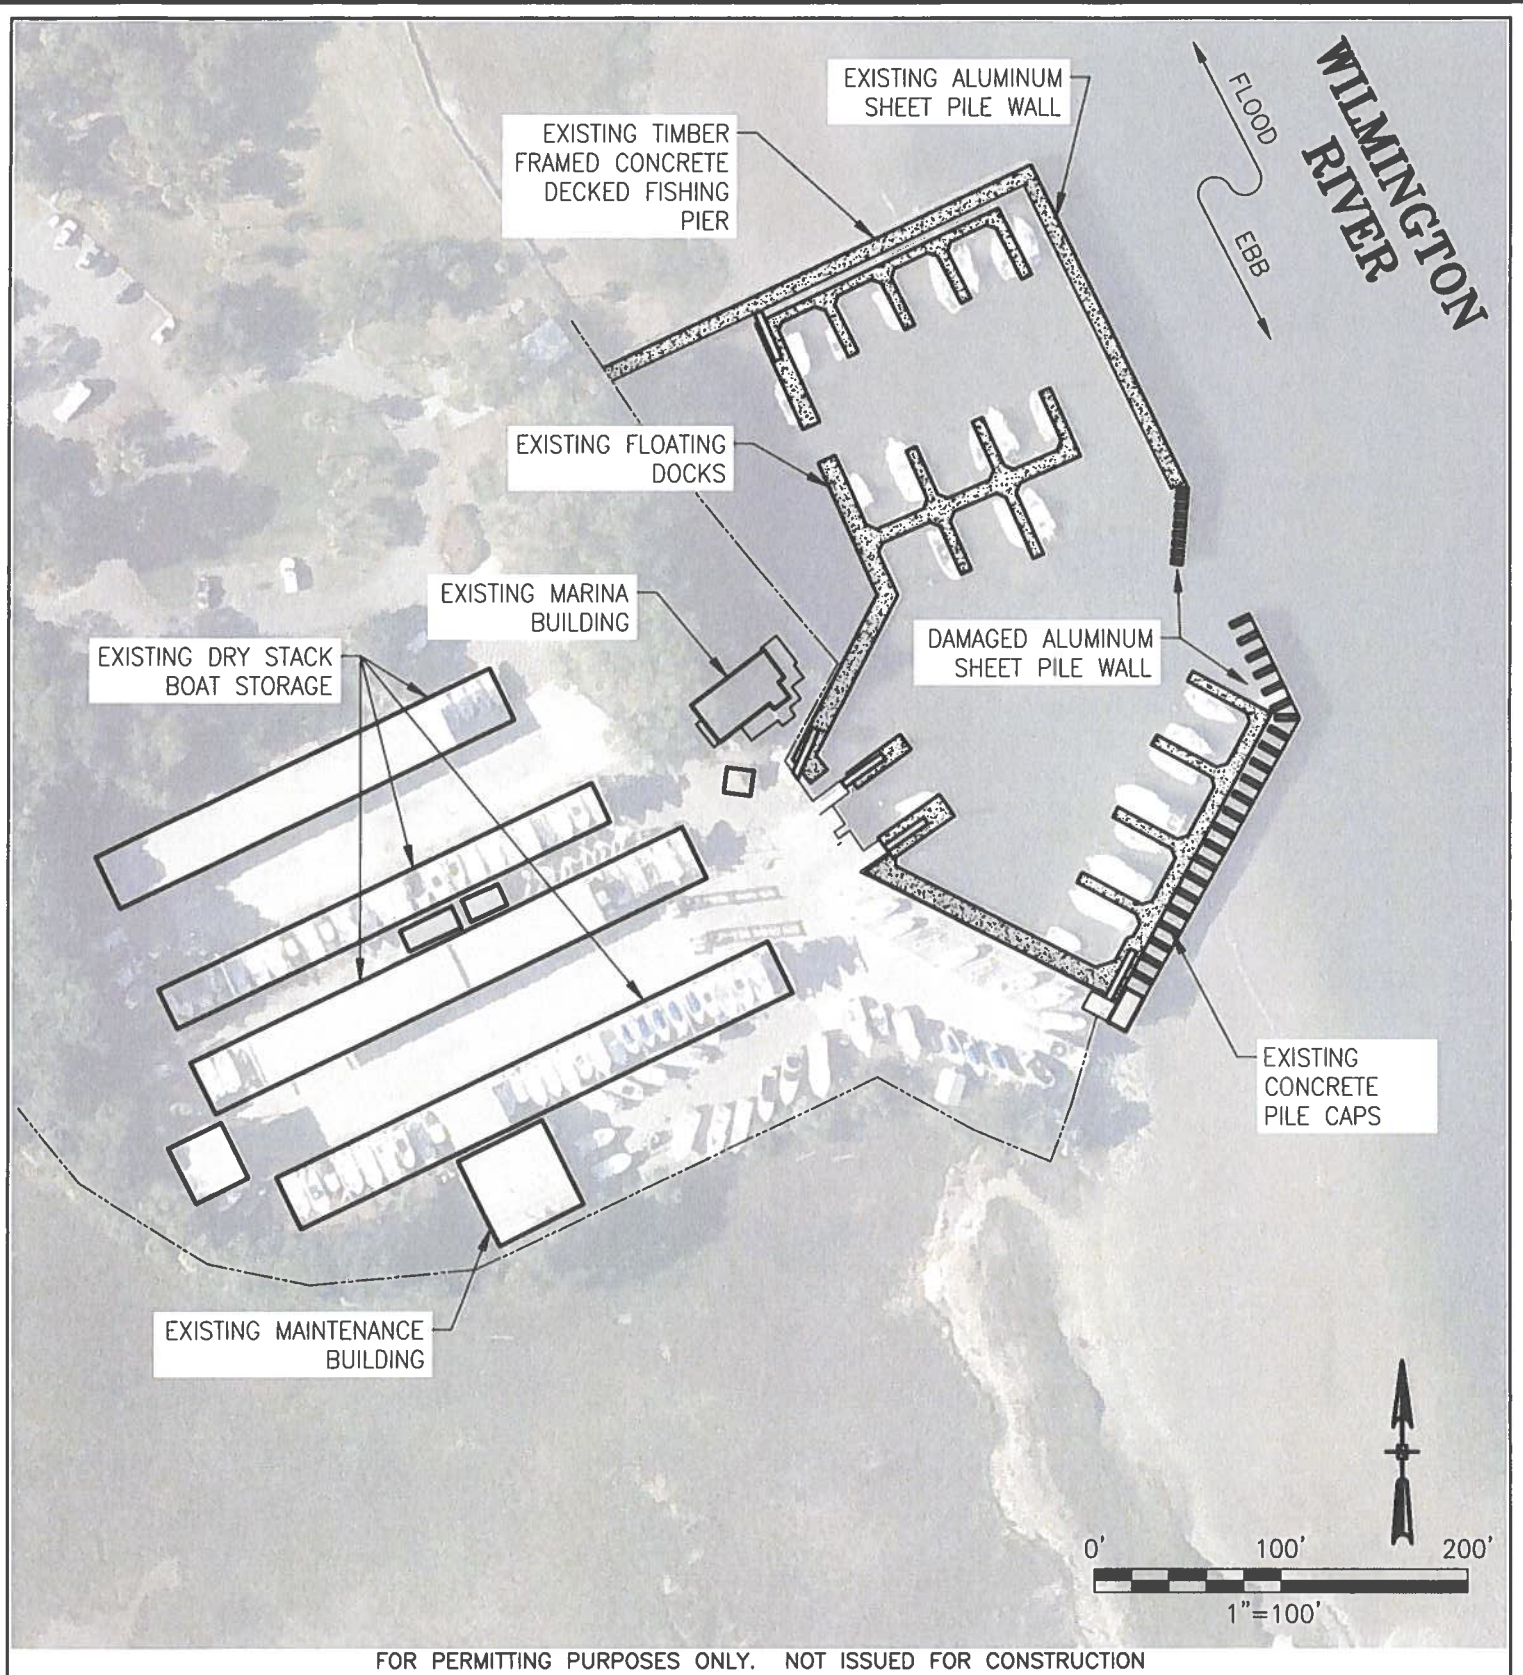 EXISTING ALUMINUM
SHEET PILE WALL
FLOOD
EBB
WILMINGTON
RIVER
EXISTING TIMBER
FRAMED CONCRETE
DECKED FISHING
PIER
EXISTING FLOATING
DOCKS
EXISTING MARINA
BUILDING
DAMAGED ALUMINUM
SHEET PILE WALL
EXISTING DRY STACK
BOAT STORAGE
EXISTING
CONCRETE
PILE CAPS
EXISTING MAINTENANCE
BUILDING
0' 100' 200'
1"=100'
FOR PERMITTING PURPOSES ONLY. NOT ISSUED FOR CONSTRUCTION